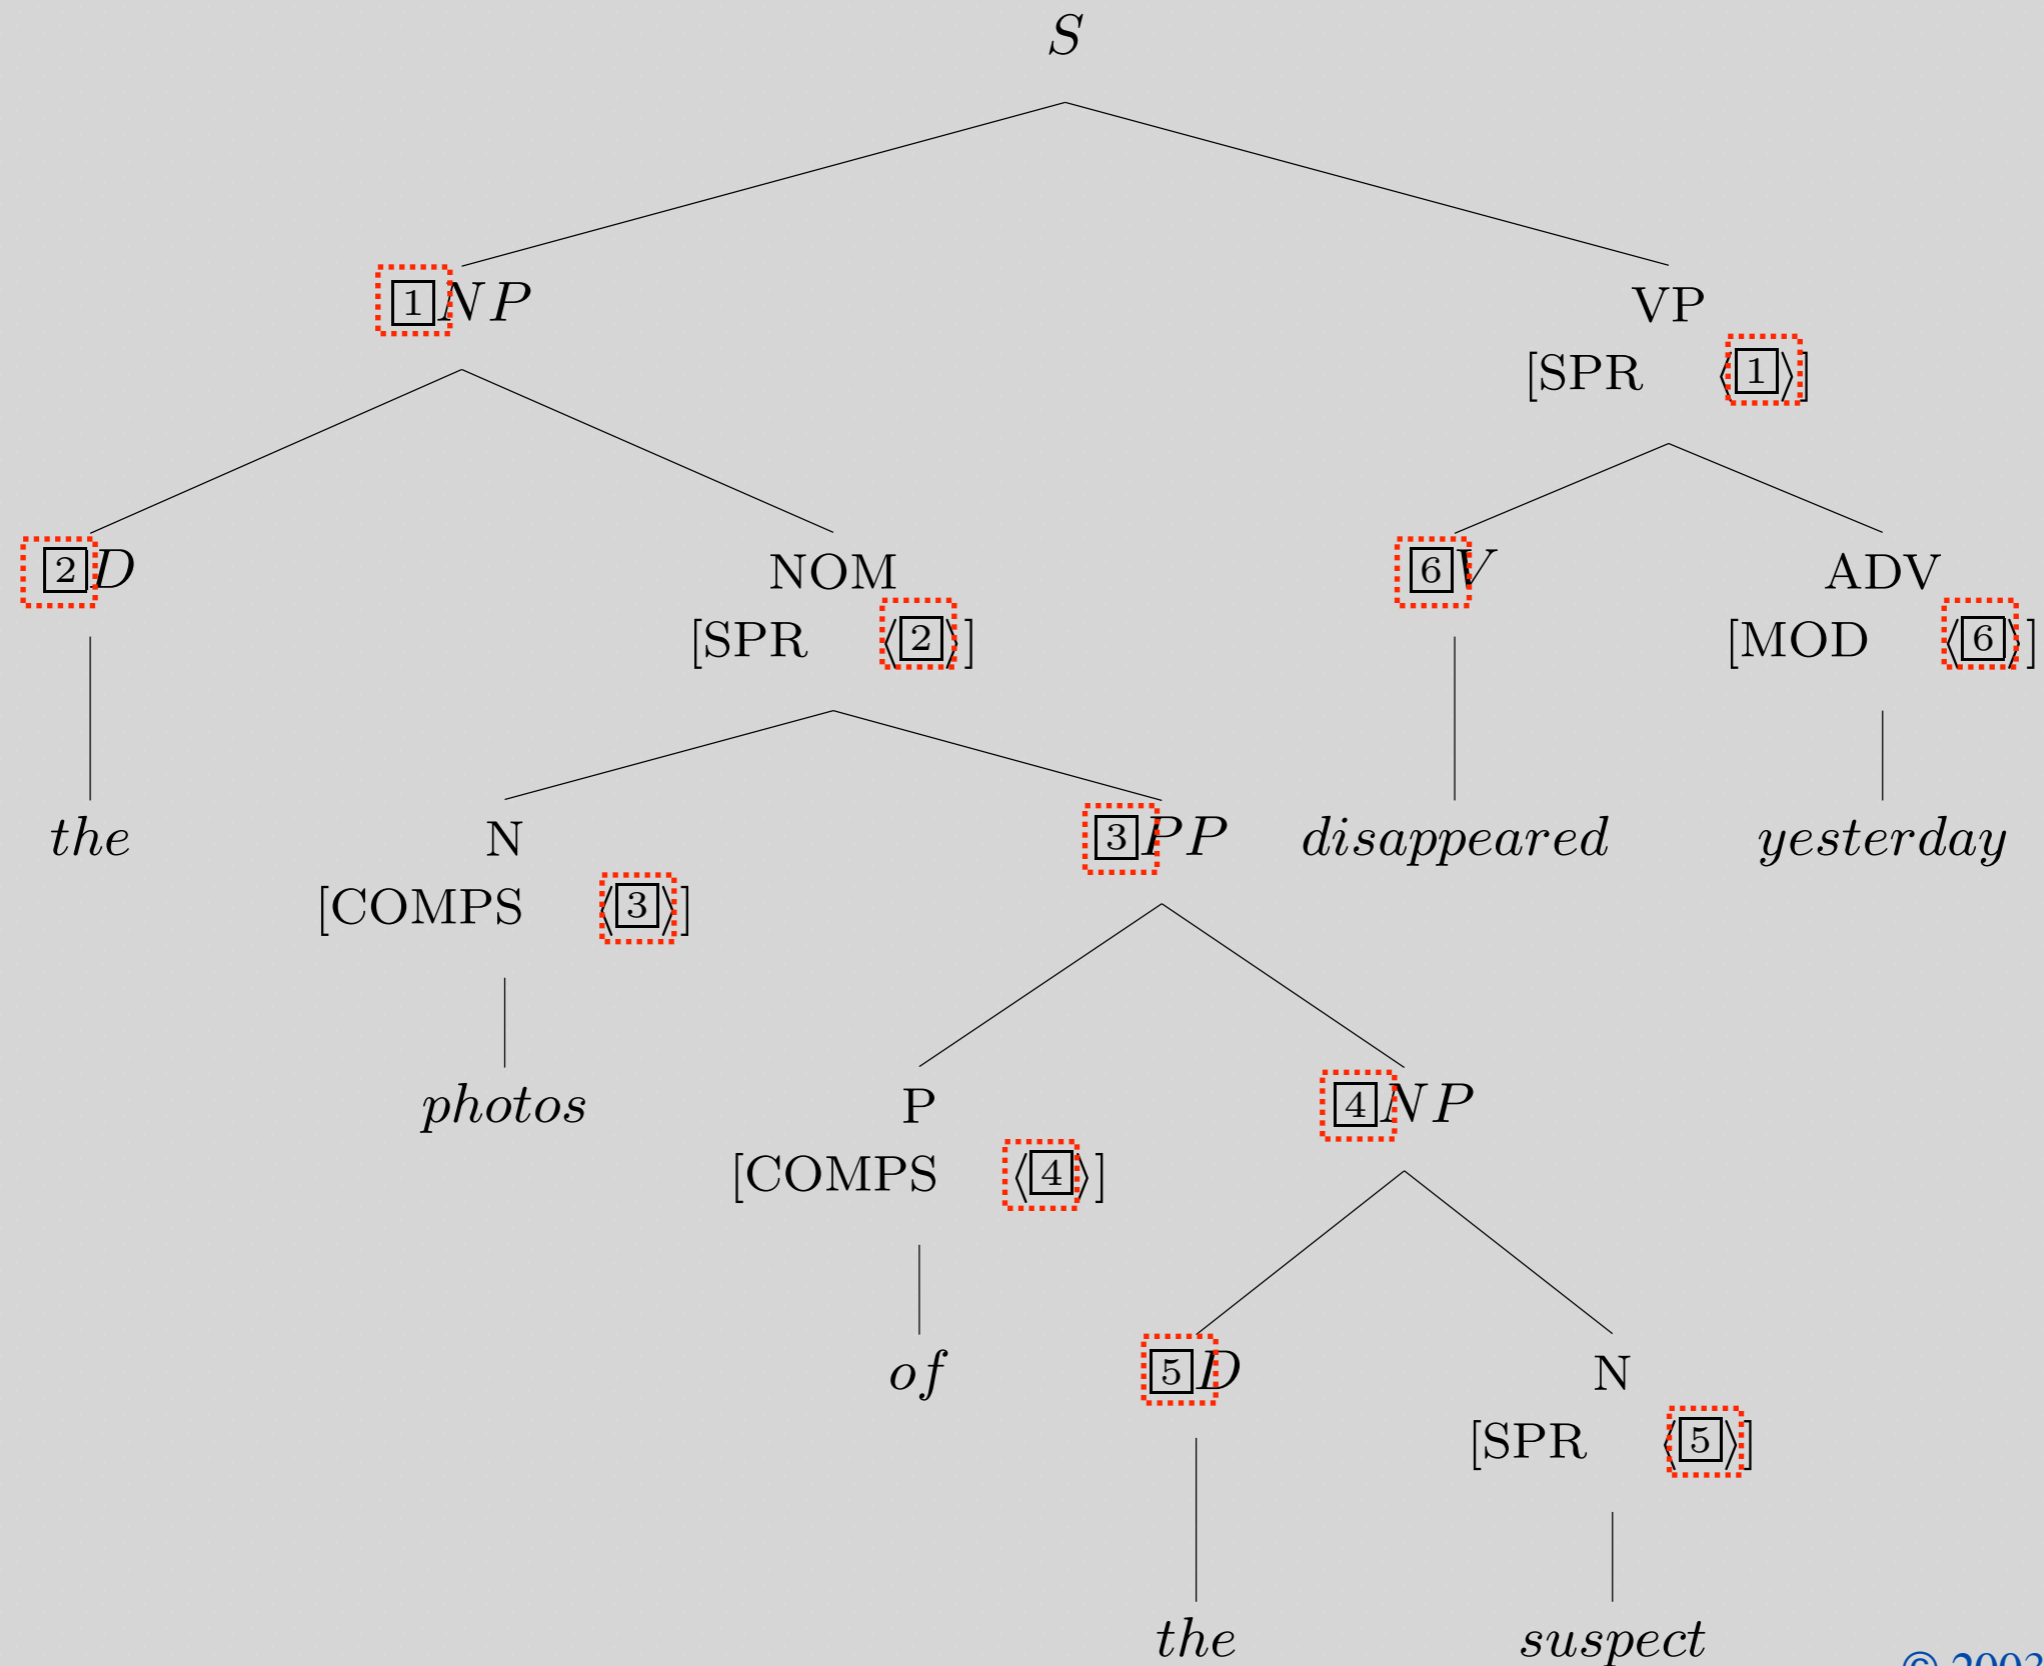 S
1 NP VP
[SPR ⟨1⟩]
2 D NOM 6 V ADV
[SPR ⟨2⟩] [MOD ⟨6⟩]
the N 3 PP disappeared yesterday
[COMPS ⟨3⟩]
photos P 4 NP
[COMPS ⟨4⟩]
of 5 D N
[SPR ⟨5⟩]
the suspect
© 2003